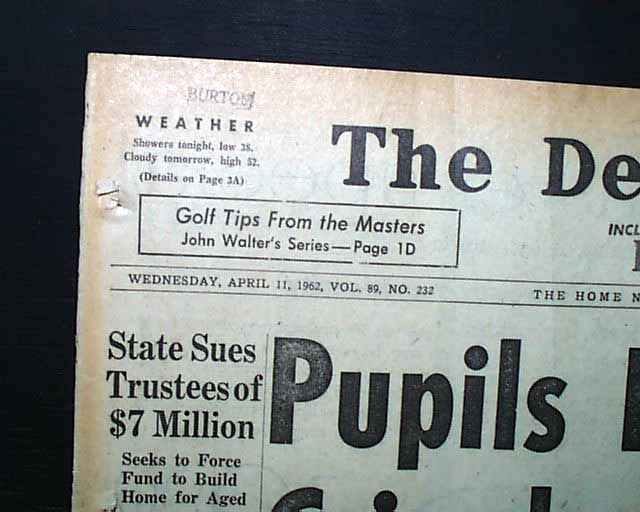 BURTON
WEATHER
Showers tonight, low 38.
Cloudy tomorrow, high 52.
(Details on Page 3A)
The De
Golf Tips From the Masters
John Walter's Series—Page 1D
INCL
WEDNESDAY, APRIL 11, 1962, VOL. 89, NO. 232
THE HOME N
State Sues
Trustees of
$7 Million
Seeks to Force
Fund to Build
Home for Aged
Pupils